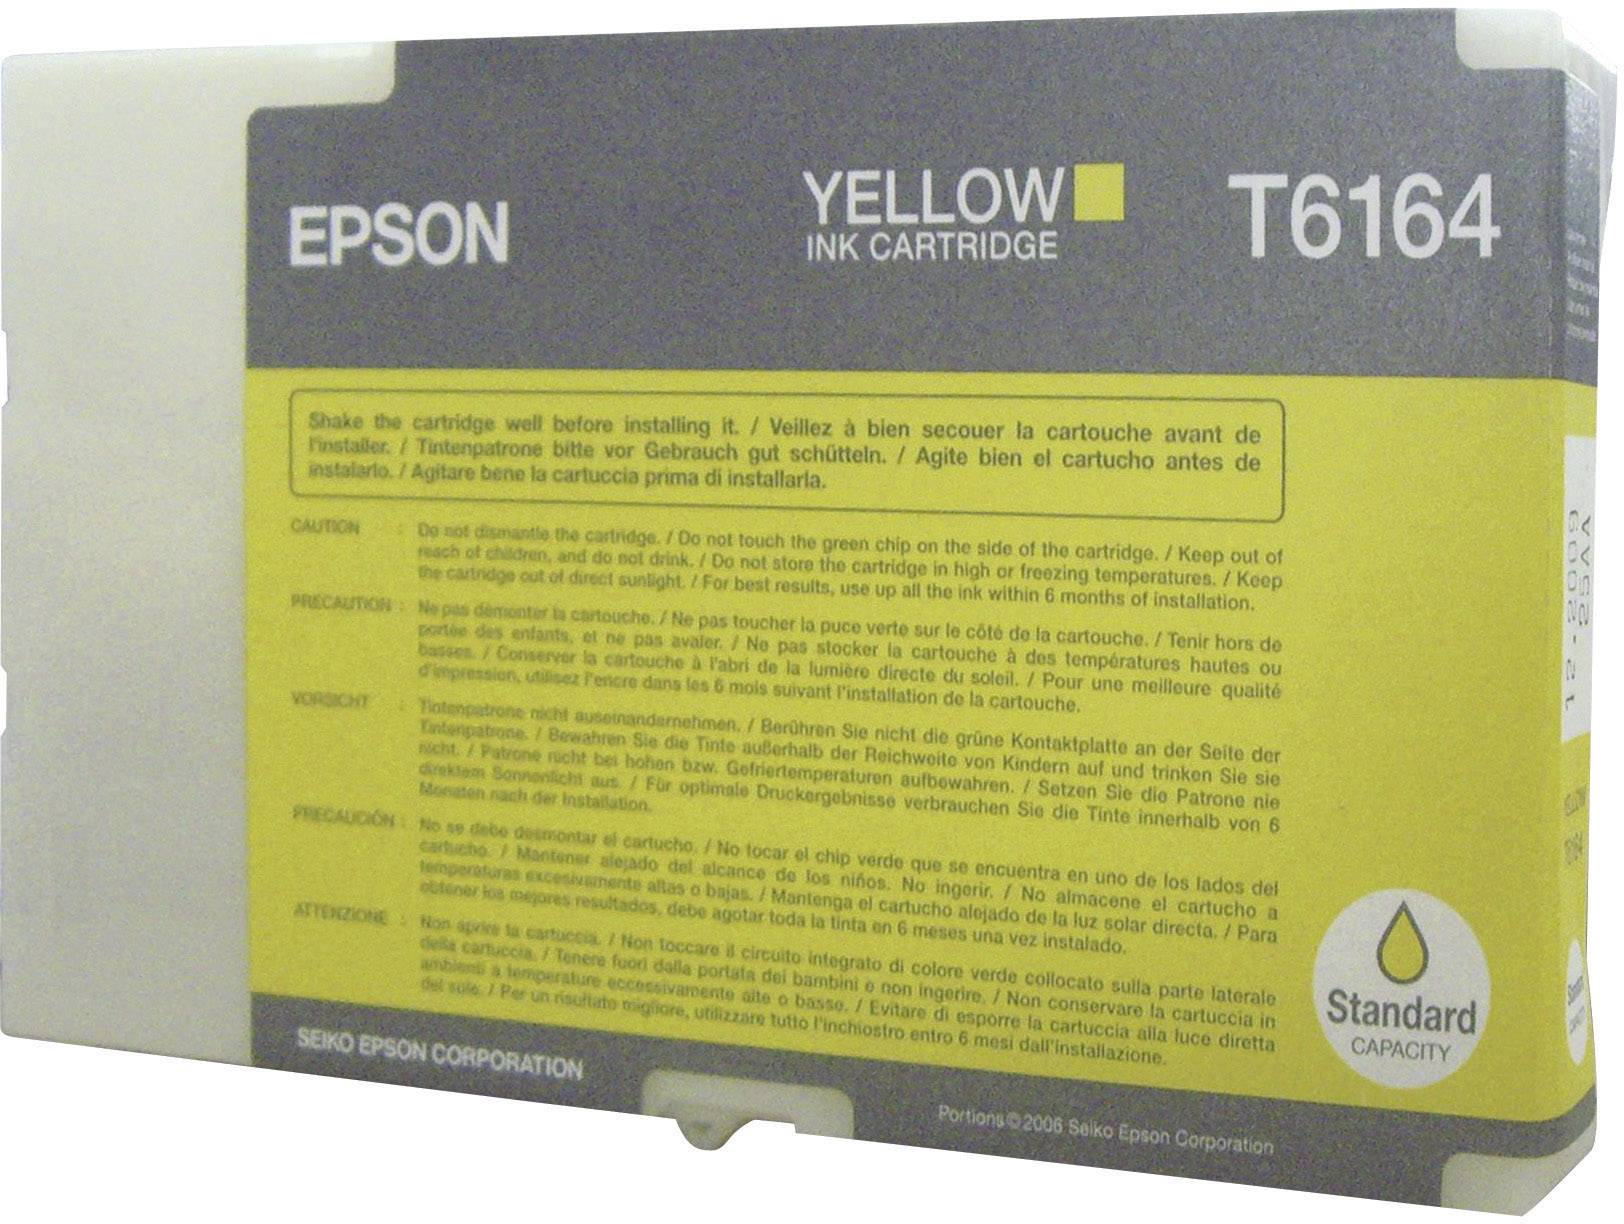 EPSON
YELLOW
INK CARTRIDGE
T6164
Shake the cartridge well before installing it. / Veillez à bien secouer la cartouche avant de
l'installer. / Tintenpatrone bitte vor Gebrauch gut schütteln. / Agite bien el cartucho antes de
instalarlo. / Agitare bene la cartuccia prima di installarla.
CAUTION : Do not dismantle the cartridge. / Do not touch the green chip on the side of the cartridge. / Keep out of
reach of children, and do not drink. / Do not store the cartridge in high or freezing temperatures. / Keep
the cartridge out of direct sunlight. / For best results, use up all the ink within 6 months of installation.
PRECAUTION : Ne pas démonter la cartouche. / Ne pas toucher la puce verte sur le côté de la cartouche. / Tenir hors de
portée des enfants, et ne pas avaler. / Ne pas stocker la cartouche à des températures hautes ou
basses. / Conserver la cartouche à l'abri de la lumière directe du soleil. / Pour une meilleure qualité
d'impression, utilisez l'encre dans les 6 mois suivant l'installation de la cartouche.
VORSICHT : Tintenpatrone nicht auseinandernehmen. / Berühren Sie nicht die grüne Kontaktplatte an der Seite der
Tintenpatrone. / Bewahren Sie die Tinte außerhalb der Reichweite von Kindern auf und trinken Sie sie
nicht. / Patrone nicht bei hohen bzw. Gefriertemperaturen aufbewahren. / Setzen Sie die Patrone nie
direktem Sonnenlicht aus. / Für optimale Druckergebnisse verbrauchen Sie die Tinte innerhalb von 6
Monaten nach der Installation.
PRECAUCIÓN : No se debe desmontar el cartucho. / No tocar el chip verde que se encuentra en uno de los lados del
cartucho. / Mantener alejado del alcance de los niños. No ingerir. / No almacene el cartucho a
temperaturas excesivamente altas o bajas. / Mantenga el cartucho alejado de la luz solar directa. / Para
obtener los mejores resultados, debe agotar toda la tinta en 6 meses una vez instalado.
ATTENZIONE : Non aprire la cartuccia. / Non toccare il circuito integrato di colore verde collocato sulla parte laterale
della cartuccia. / Tenere fuori dalla portata dei bambini e non ingerire. / Non conservare la cartuccia in
ambienti a temperature eccessivamente alte o basse. / Evitare di esporre la cartuccia alla luce diretta
del sole. / Per un risultato migliore, utilizzare tutto l'inchiostro entro 6 mesi dall'installazione.
Standard
CAPACITY
SEIKO EPSON CORPORATION
Portions © 2006 Seiko Epson Corporation
12.2009
25AA
YELLOW
T6164